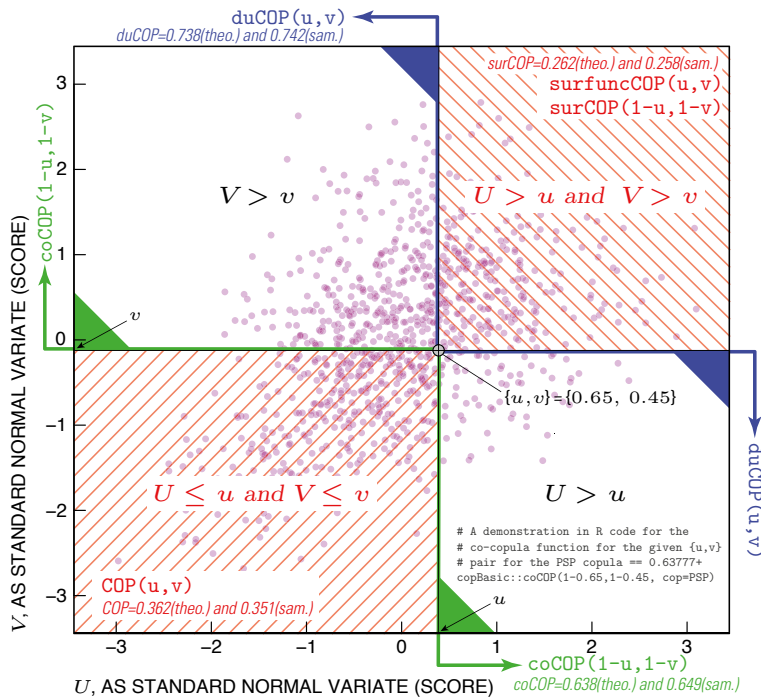 duCOP(u,v)
duCOP=0.738(theo.) and 0.742(sam.)
surCOP=0.262(theo.) and 0.258(sam.)
surfuncCOP(u,v)
surCOP(1-u,1-v)
V > v
U > u and V > v
coCOP(1-u,1-v)
V, AS STANDARD NORMAL VARIATE (SCORE)
3
2
1
0
−1
−2
−3
v
{u,v}={0.65, 0.45}
duCOP(u,v)
U ≤ u and V ≤ v
U > u
# A demonstration in R code for the
# co-copula function for the given {u,v}
# pair for the PSP copula == 0.63777+
copBasic::coCOP(1-0.65,1-0.45, cop=PSP)
COP(u,v)
COP=0.362(theo.) and 0.351(sam.)
u
−3
−2
−1
0
1
2
3
U, AS STANDARD NORMAL VARIATE (SCORE)
coCOP(1-u,1-v)
coCOP=0.638(theo.) and 0.649(sam.)